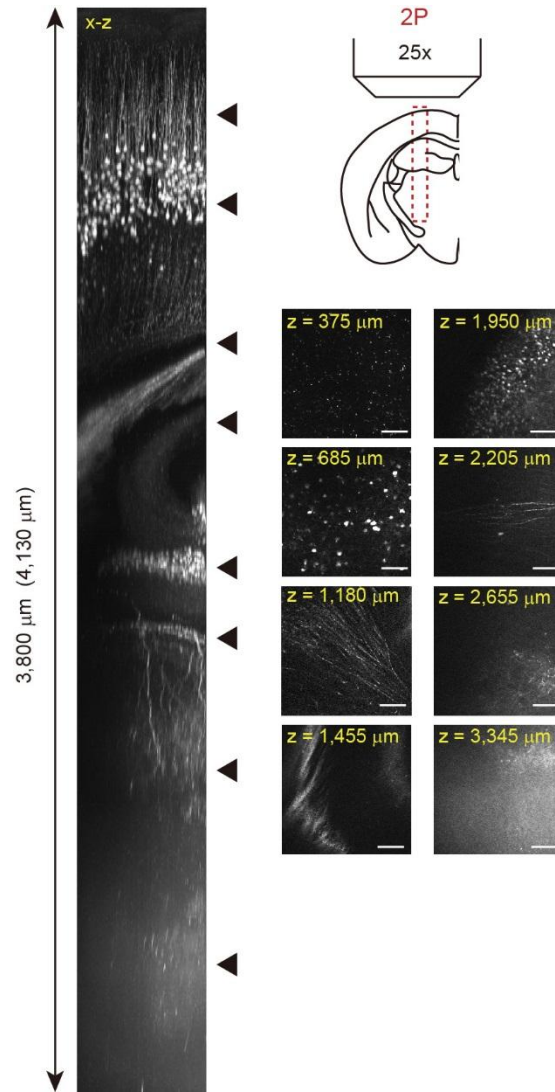 x-z
2P
25x
3,800 μm (4,130 μm)
z = 375 μm
z = 1,950 μm
z = 685 μm
z = 2,205 μm
z = 1,180 μm
z = 2,655 μm
z = 1,455 μm
z = 3,345 μm